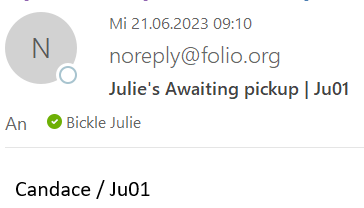 N
Mi 21.06.2023 09:10
noreply@folio.org
Julie's Awaiting pickup | Ju01
An Bickle Julie
Candace / Ju01